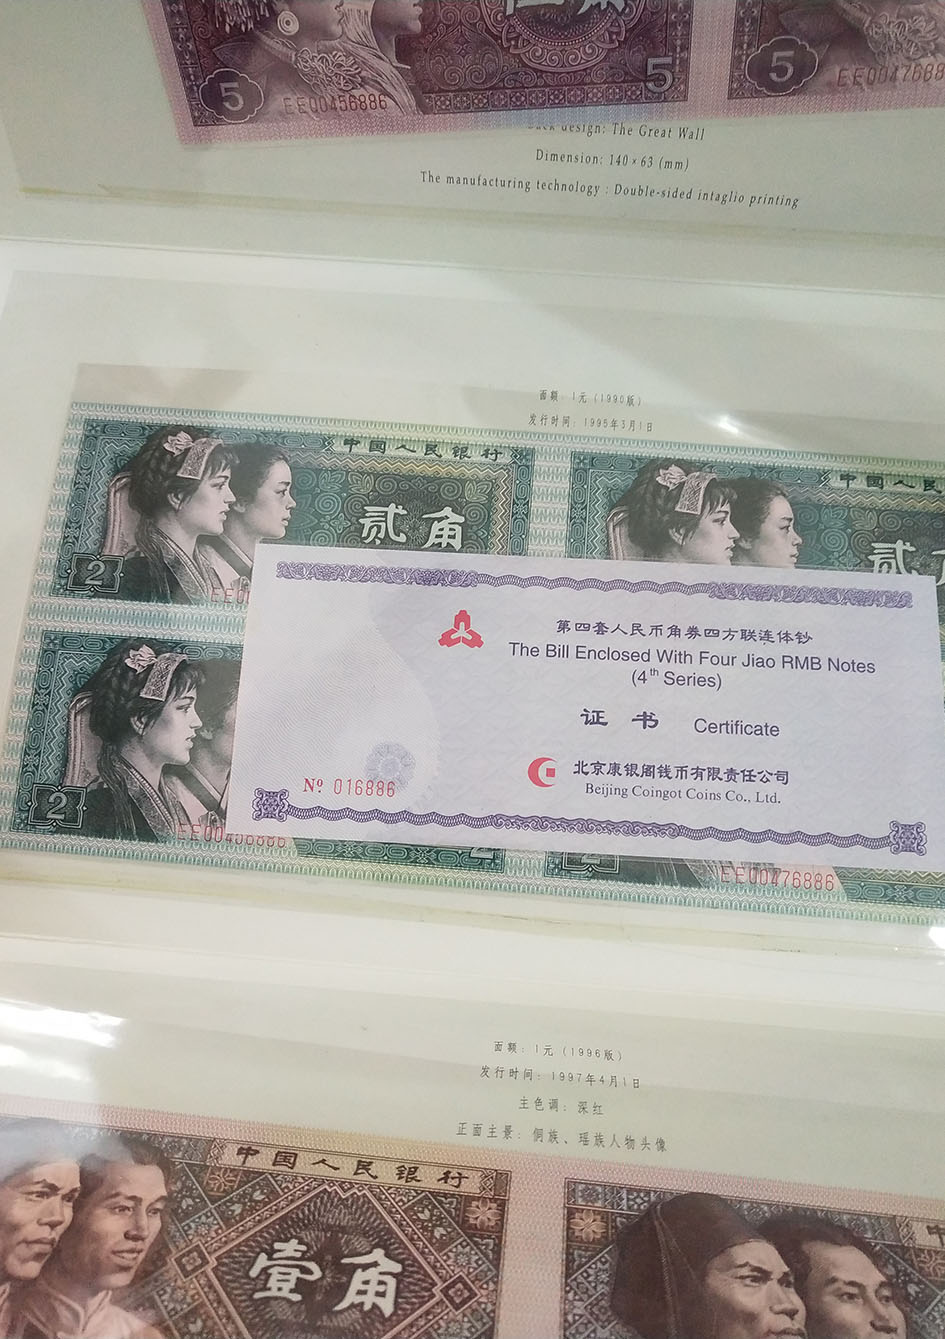 5
EE00456886
5
5
EE0047688
Back design: The Great Wall
Dimension: 140×63 (mm)
The manufacturing technology : Double-sided intaglio printing
面额: 1元 (1990版)
发行时间: 1995年3月1日
中国人民银行
贰角
2
中国人民
贰
2
EE00456886
第四套人民币角券四方联连体钞
The Bill Enclosed With Four Jiao RMB Notes
(4th Series)
证书 Certificate
北京康银阁钱币有限责任公司
Beijing Coingot Coins Co., Ltd.
Nº 016886
EE00476886
面额: 1元 (1996版)
发行时间: 1997年4月1日
主色调: 深红
正面主景: 侗族、瑶族人物头像
中国人民银行
壹角